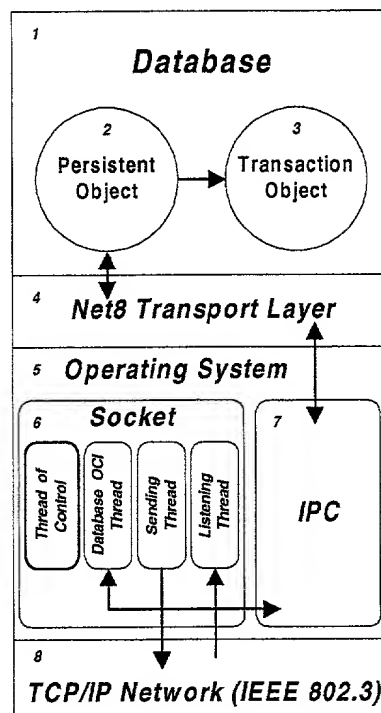 1
Database
2
Persistent
Object
3
Transaction
Object
4
Net8 Transport Layer
5
Operating System
6
Socket
Thread of
Control
Database OCI
Thread
Sending
Thread
Listening
Thread
7
IPC
8
TCP/IP Network (IEEE 802.3)